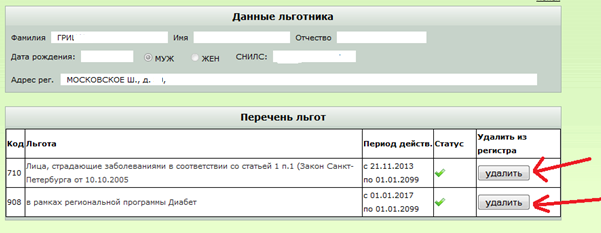 Данные льготника
Фамилия ГРИЦ Имя Отчество
Дата рождения: МУЖ ЖЕН СНИЛС:
Адрес рег. МОСКОВСКОЕ Ш., д.
Перечень льгот
Код Льгота Период действ. Статус Удалить из регистра
710 Лица, страдающие заболеваниями в соответствии со статьей 1 п.1 (Закон Санкт-
Петербурга от 10.10.2005
с 21.11.2013
по 01.01.2099
удалить
908 в рамках региональной программы Диабет
с 01.01.2017
по 01.01.2099
удалить